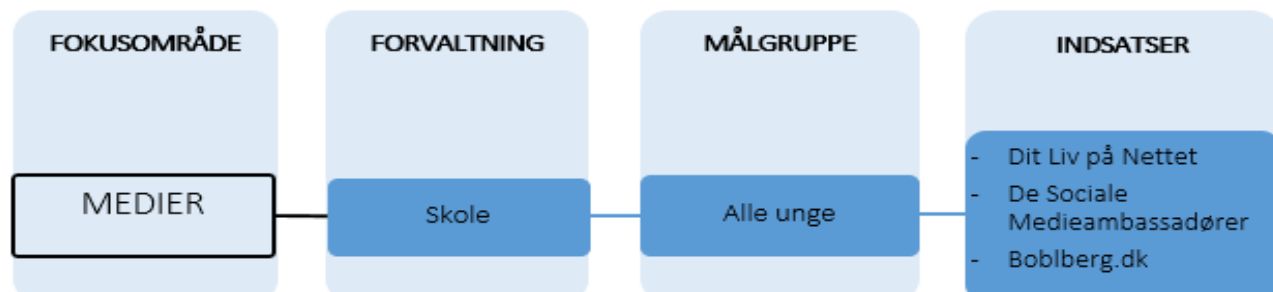 FOKUSOMRÅDE
FORVALTNING
MÅLGRUPPE
INDSATSER
MEDIER
Skole
Alle unge
- Dit Liv på Nettet
- De Sociale
Medieambassadører
- Boblberg.dk